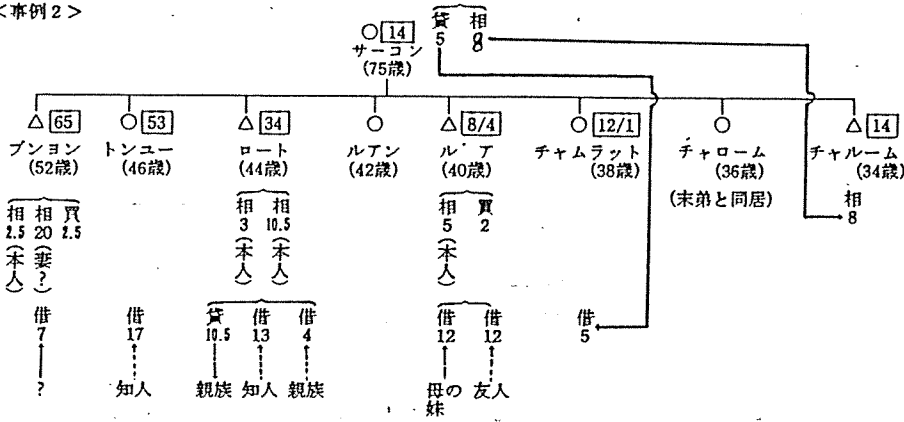 <事例2>
○ 14 貸 相
サーコン 5 8
(75歳)
△ 65 ○ 53 △ 34 ○ △ 8/4 ○ 12/1 ○ △ 14
ブンヨン トンユー ロート ルアン ルア チャムラット チャローム チャルーム
(52歳) (46歳) (44歳) (42歳) (40歳) (38歳) (36歳) (34歳)
(末弟と同居)
相 相 買 相 相 相 買 相
2.5 20 2.5 3 10.5 5 2 8
(本人) (妻?) (本人) (本人) (本人)
借 借 貸 借 借 借 借 借
7 17 10.5 13 4 12 12 5
? 知人 親族 知人 親族 母の妹 友人